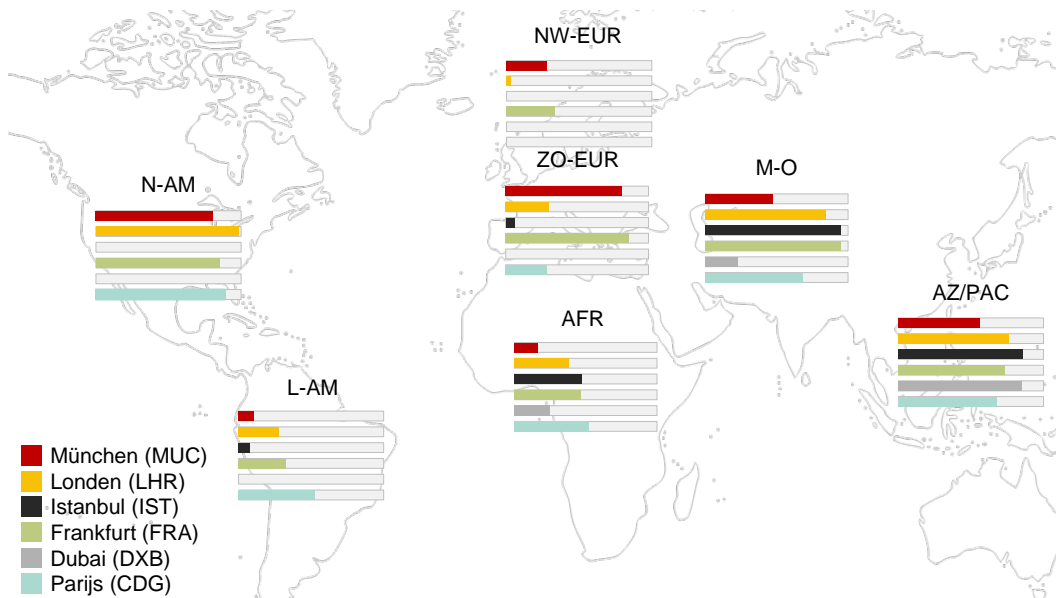 NW-EUR
ZO-EUR
M-O
N-AM
AZ/PAC
AFR
L-AM
München (MUC)
Londen (LHR)
Istanbul (IST)
Frankfurt (FRA)
Dubai (DXB)
Parijs (CDG)